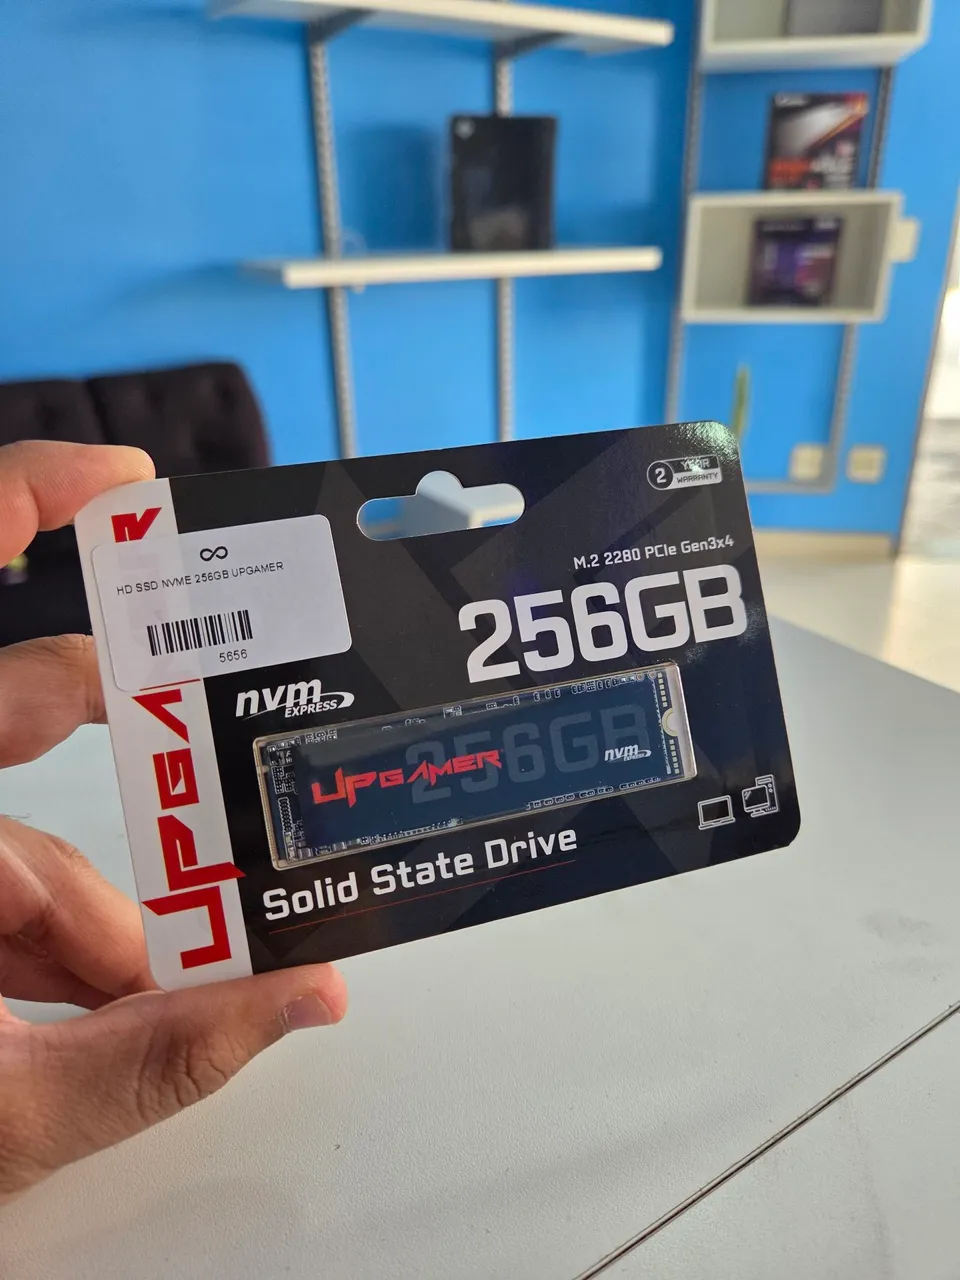 2 YEAR
WARRANTY
M.2 2280 PCIe Gen3x4
256GB
∞
HD SSD NVME 256GB UPGAMER
5656
UPGAMER
nvm
EXPRESS
256GB
UPGAMER
nvm
EXPRESS
Solid State Drive